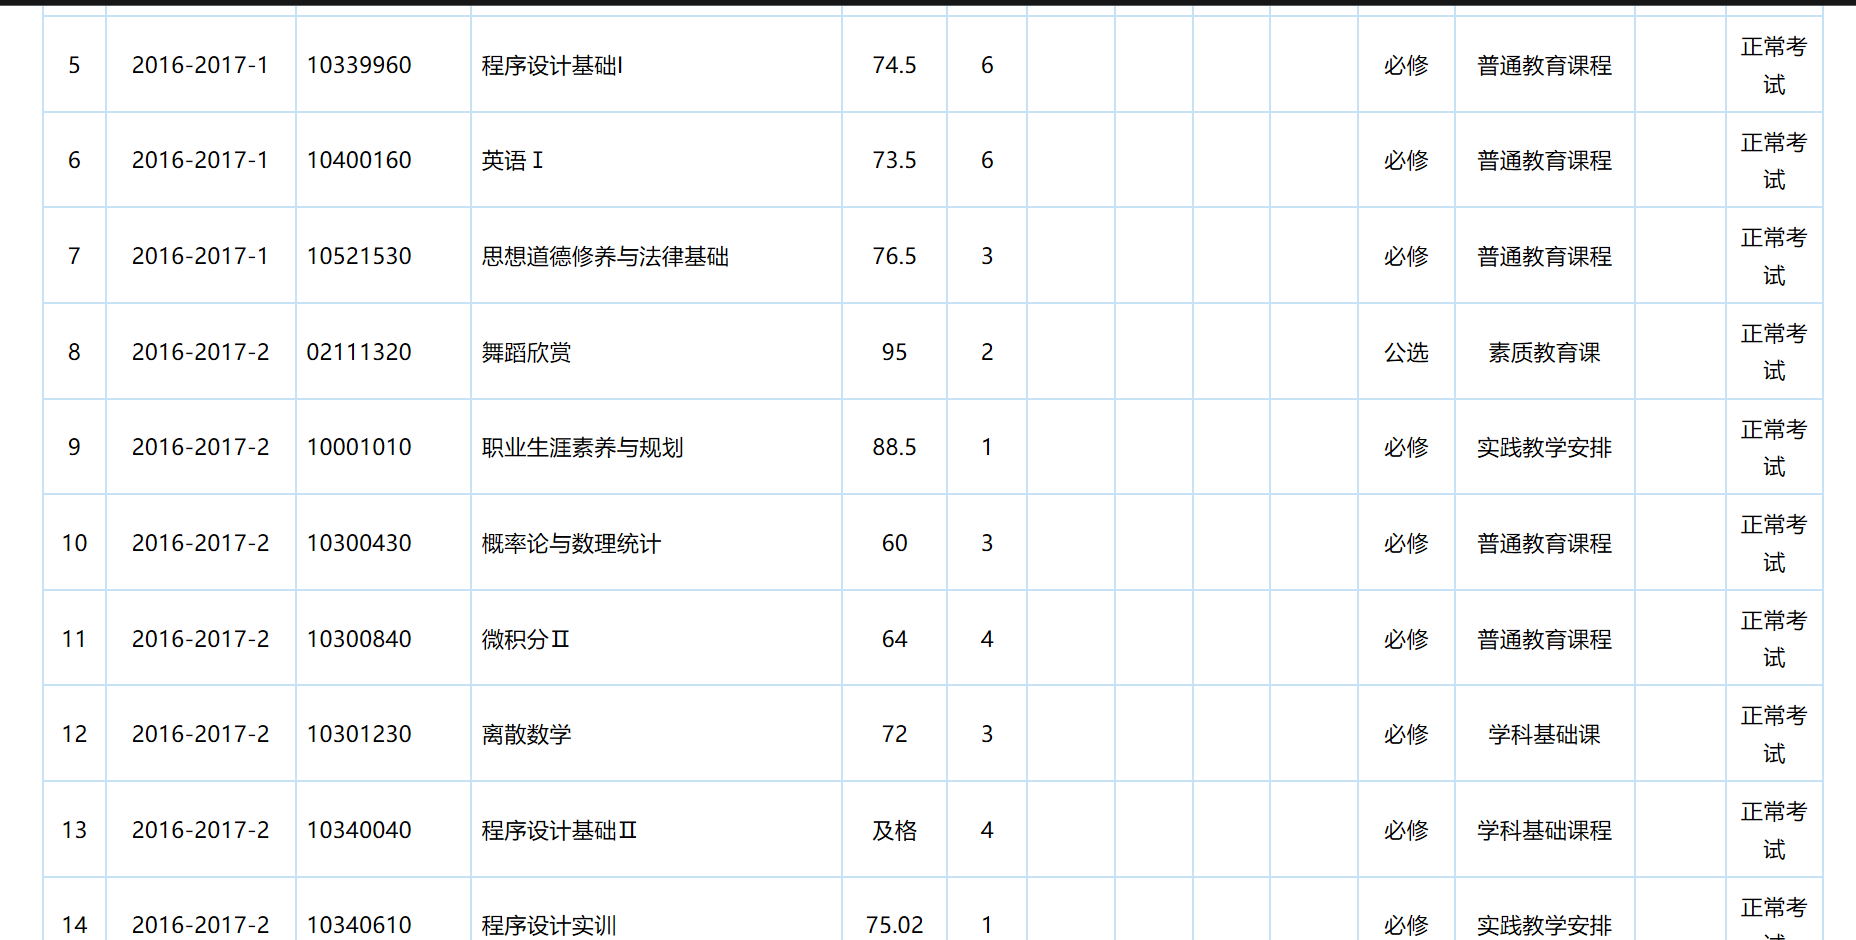 5 2016-2017-1 10339960 程序设计基础I 74.5 6 必修 普通教育课程 正常考试
6 2016-2017-1 10400160 英语Ⅰ 73.5 6 必修 普通教育课程 正常考试
7 2016-2017-1 10521530 思想道德修养与法律基础 76.5 3 必修 普通教育课程 正常考试
8 2016-2017-2 02111320 舞蹈欣赏 95 2 公选 素质教育课 正常考试
9 2016-2017-2 10001010 职业生涯素养与规划 88.5 1 必修 实践教学安排 正常考试
10 2016-2017-2 10300430 概率论与数理统计 60 3 必修 普通教育课程 正常考试
11 2016-2017-2 10300840 微积分Ⅱ 64 4 必修 普通教育课程 正常考试
12 2016-2017-2 10301230 离散数学 72 3 必修 学科基础课 正常考试
13 2016-2017-2 10340040 程序设计基础Ⅱ 及格 4 必修 学科基础课程 正常考试
14 2016-2017-2 10340610 程序设计实训 75.02 1 必修 实践教学安排 正常考试